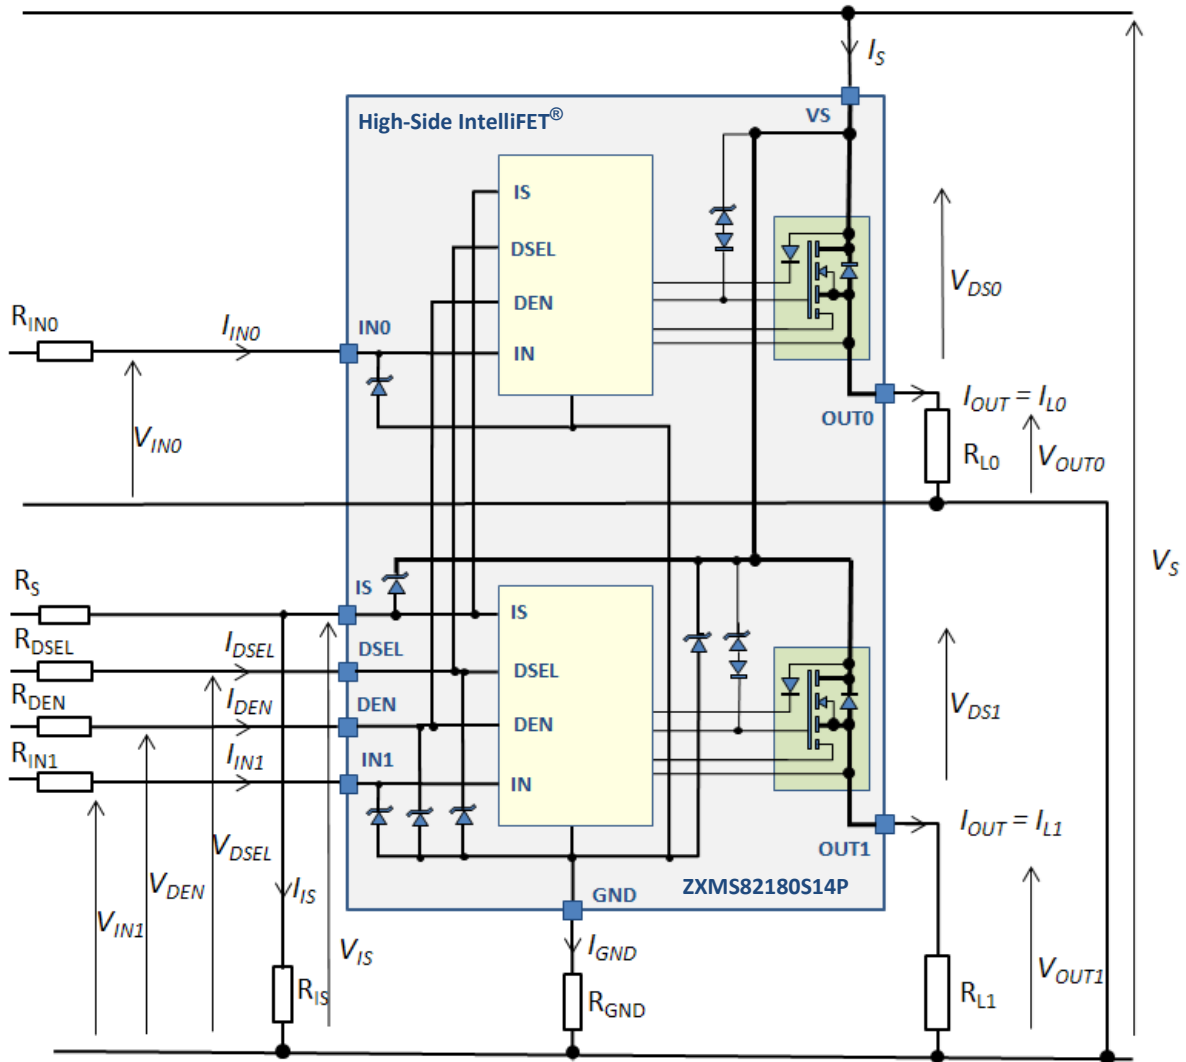 I_S
VS
High-Side IntelliFET®
IS
DSEL
DEN
IN
V_DS0
R_IN0
I_IN0
IN0
V_IN0
OUT0
I_OUT = I_L0
R_L0
V_OUT0
V_S
R_S
IS
IS
R_DSEL
I_DSEL
DSEL
DSEL
R_DEN
I_DEN
DEN
DEN
R_IN1
I_IN1
IN1
IN
V_DS1
I_OUT = I_L1
OUT1
V_DSEL
V_DEN
I_IS
V_IN1
V_IS
ZXMS82180S14P
GND
I_GND
R_IS
R_GND
R_L1
V_OUT1